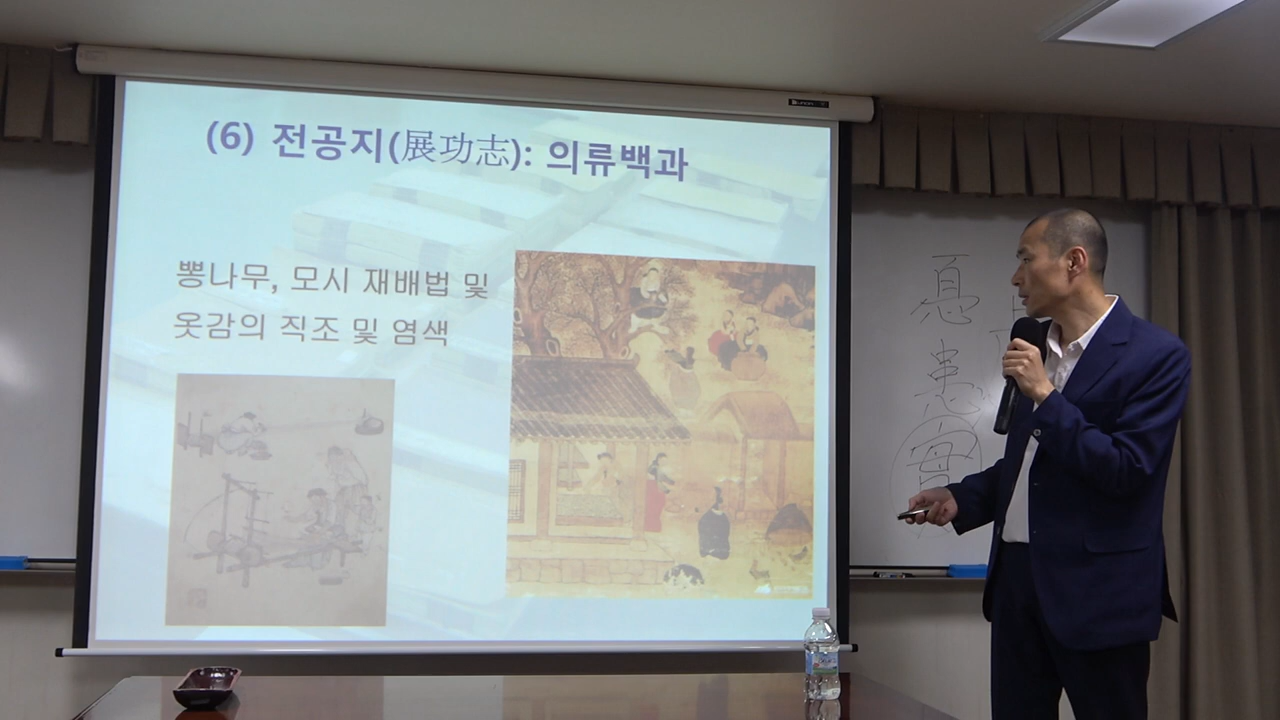 (6) 전공지(展功志): 의류백과
뽕나무, 모시 재배법 및
옷감의 직조 및 염색
患